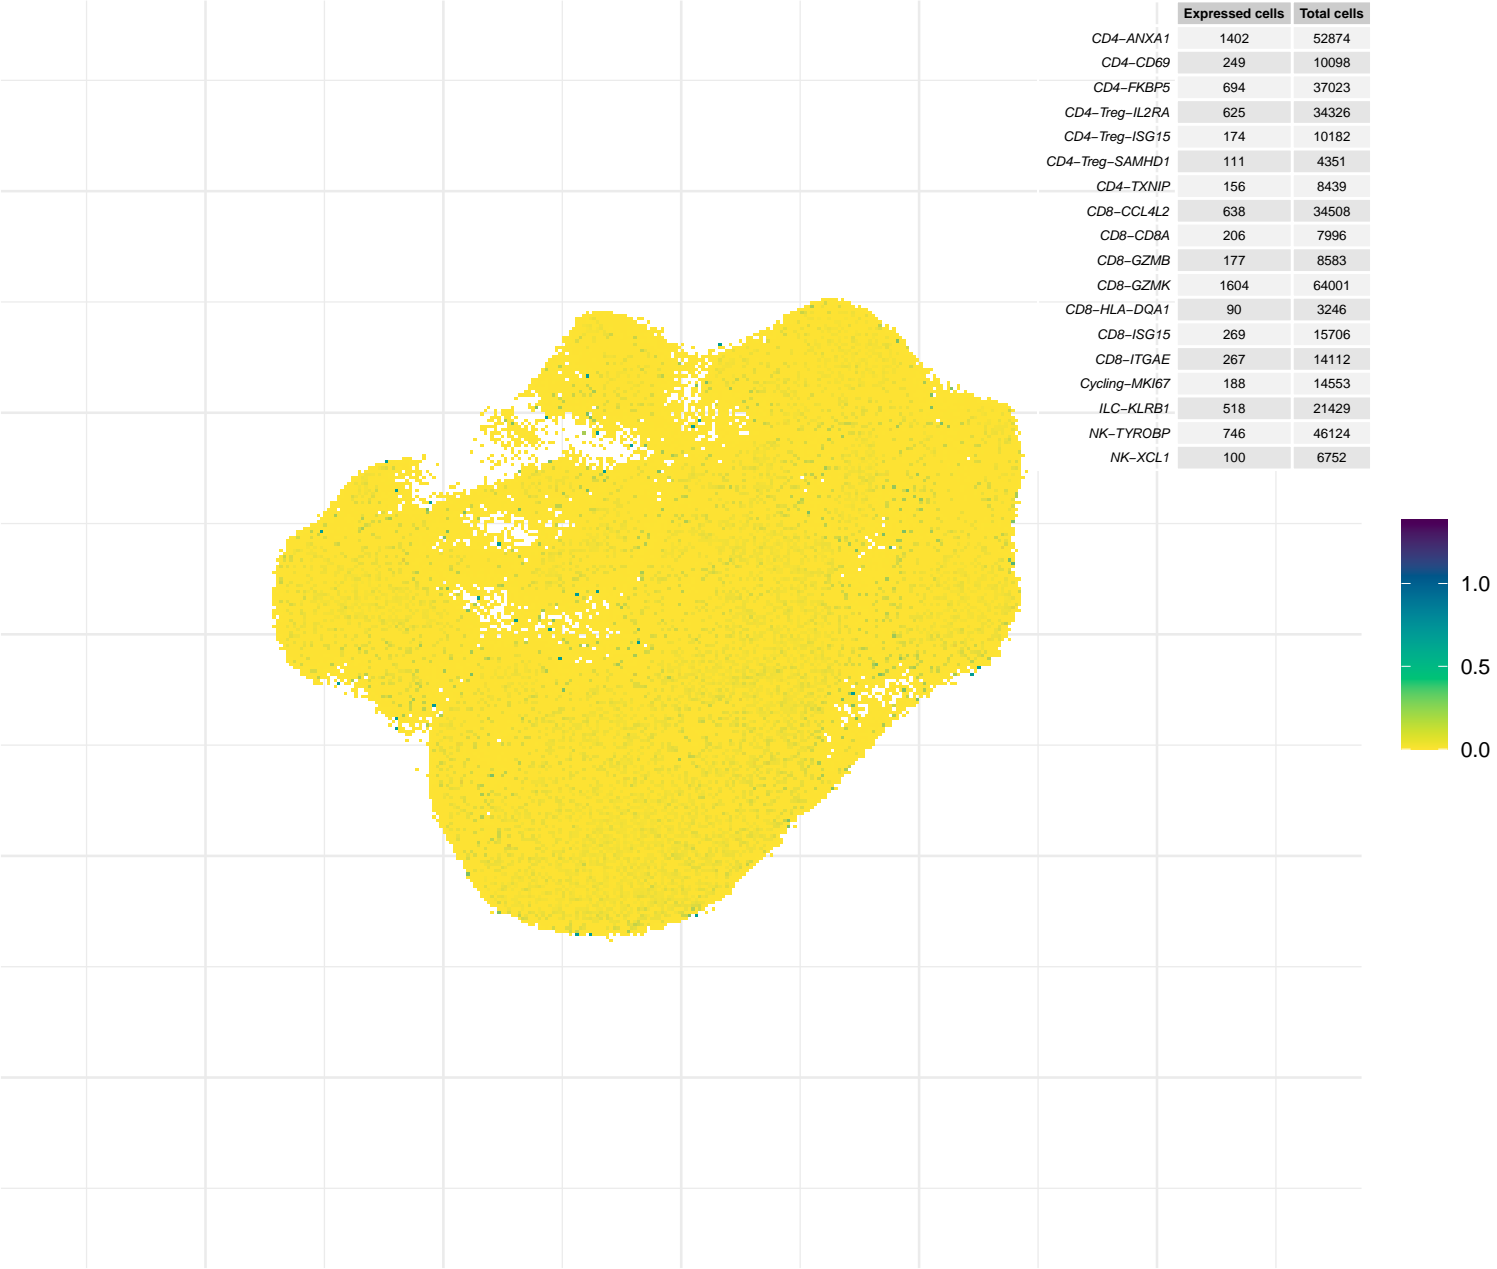 Expressed cells Total cells
CD4−ANXA1 1402 52874
CD4−CD69 249 10098
CD4−FKBP5 694 37023
CD4−Treg−IL2RA 625 34326
CD4−Treg−ISG15 174 10182
CD4−Treg−SAMHD1 111 4351
CD4−TXNIP 156 8439
CD8−CCL4L2 638 34508
CD8−CD8A 206 7996
CD8−GZMB 177 8583
CD8−GZMK 1604 64001
CD8−HLA−DQA1 90 3246
CD8−ISG15 269 15706
CD8−ITGAE 267 14112
Cycling−MKI67 188 14553
ILC−KLRB1 518 21429
NK−TYROBP 746 46124
NK−XCL1 100 6752
1.0
0.5
0.0